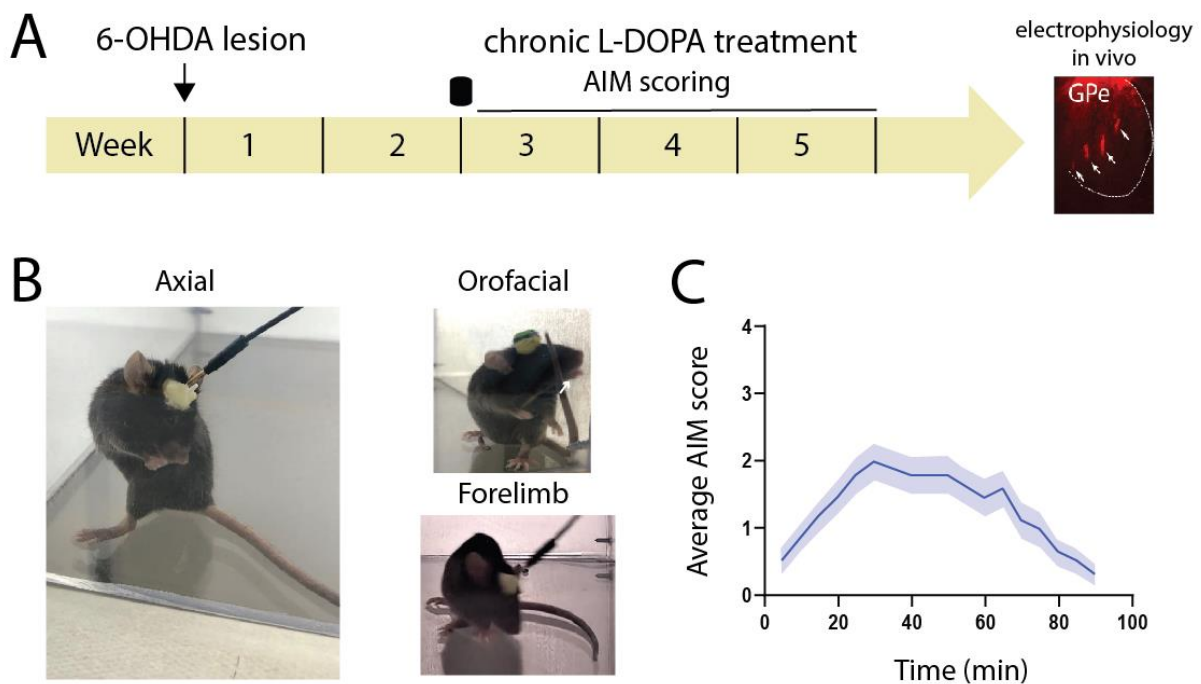 A
6-OHDA lesion
chronic L-DOPA treatment
AIM scoring
electrophysiology
in vivo
GPe
Week 1 2 3 4 5
B
Axial
Orofacial
Forelimb
C
Average AIM score
4
3
2
1
0
0 20 40 60 80 100
Time (min)